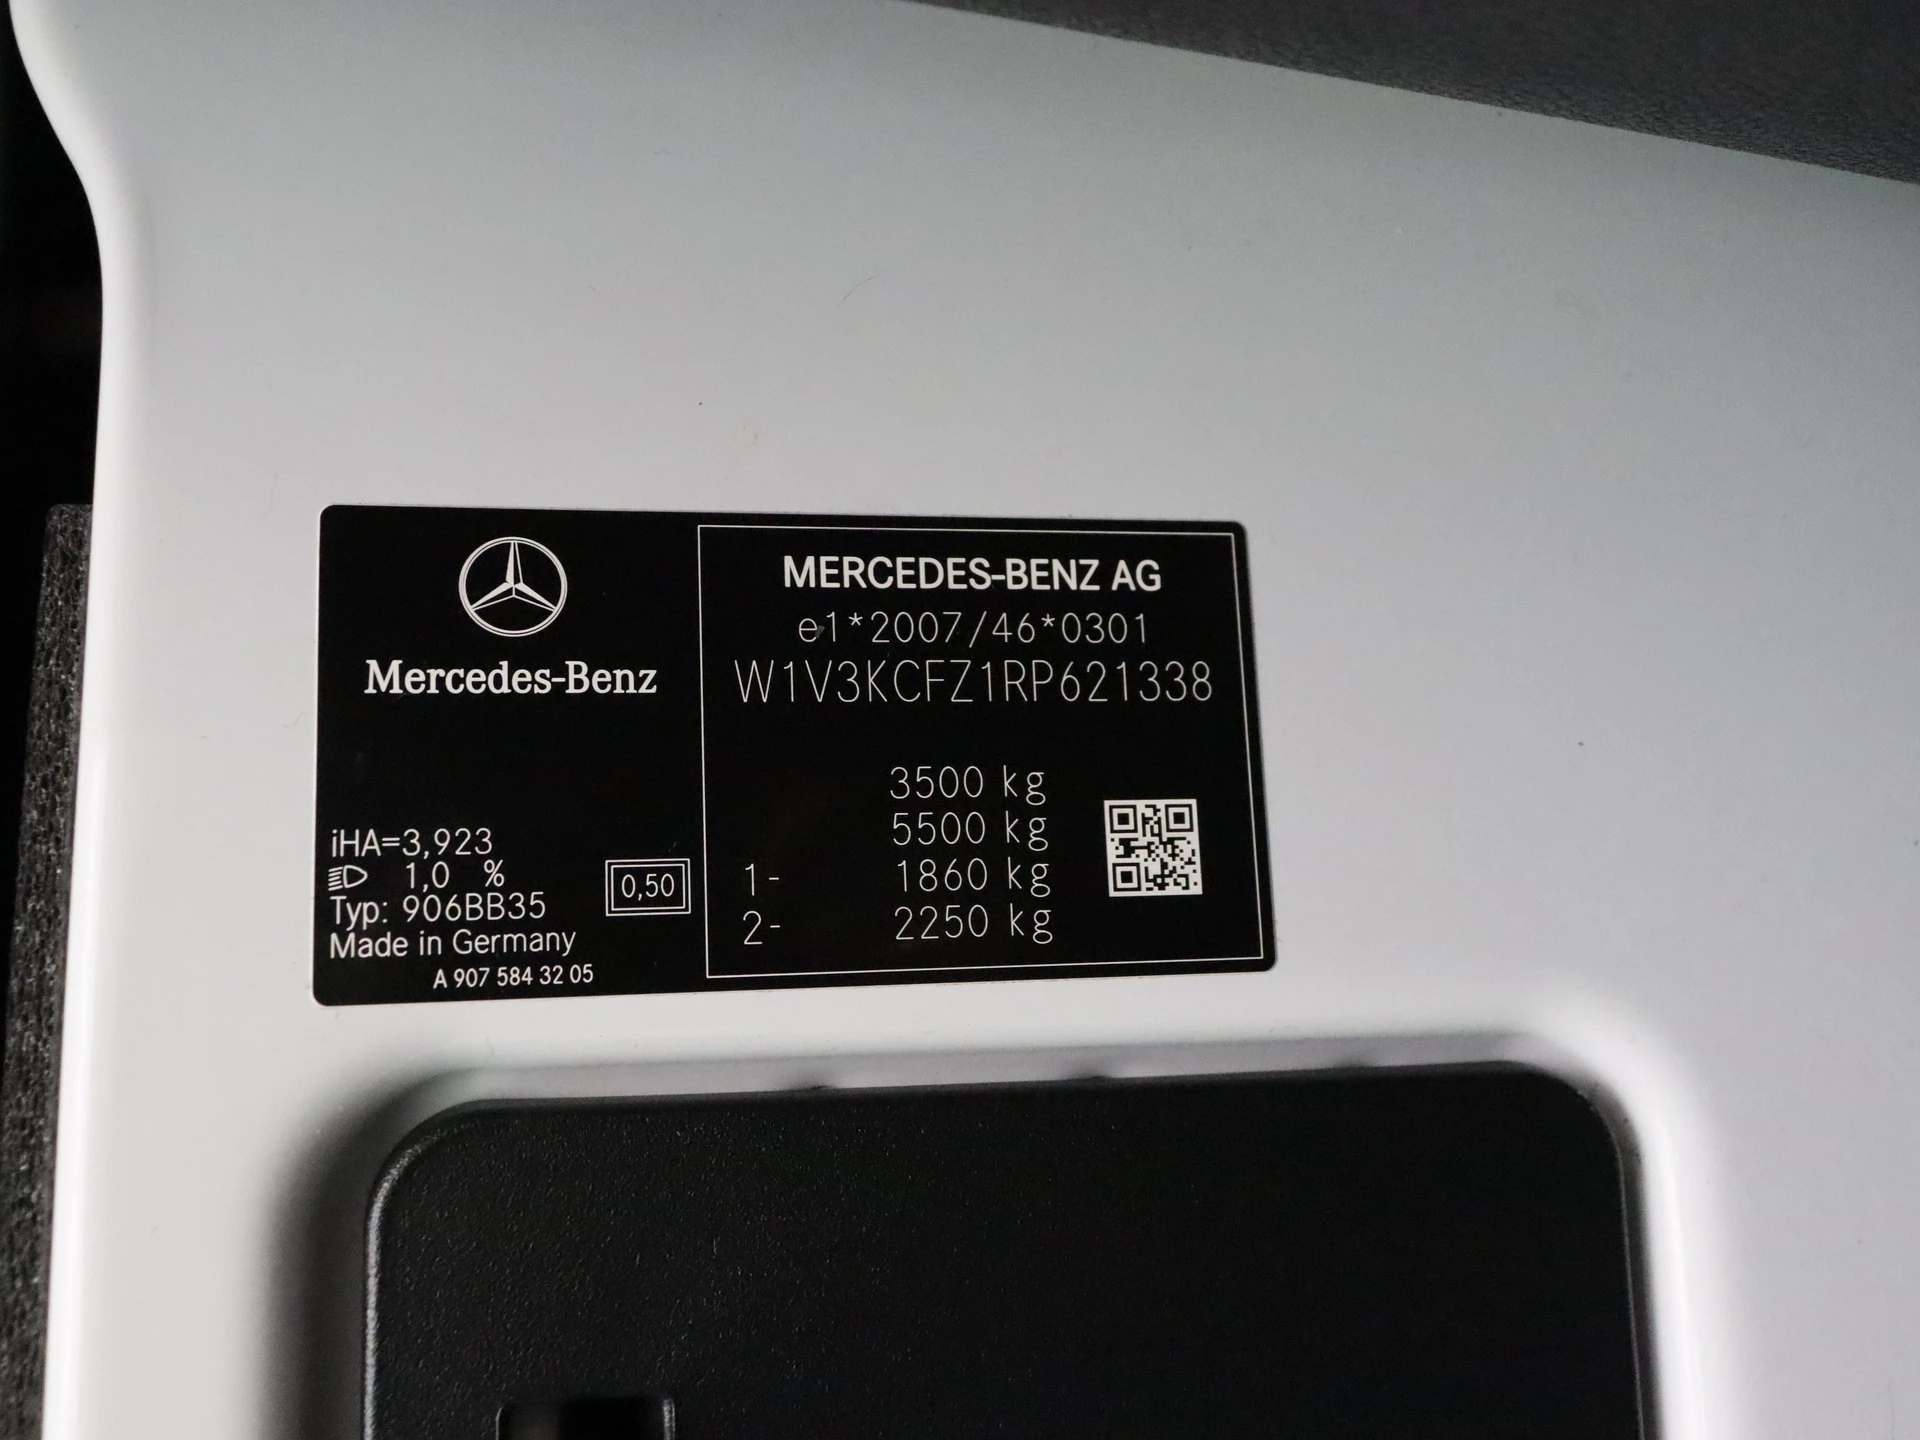 Mercedes-Benz
iHA=3,923
1,0 %
Typ: 906BB35
Made in Germany
A 907 584 32 05
0,50
MERCEDES-BENZ AG
e1*2007/46*0301
W1V3KCFZ1RP621338
3500 kg
5500 kg
1- 1860 kg
2- 2250 kg